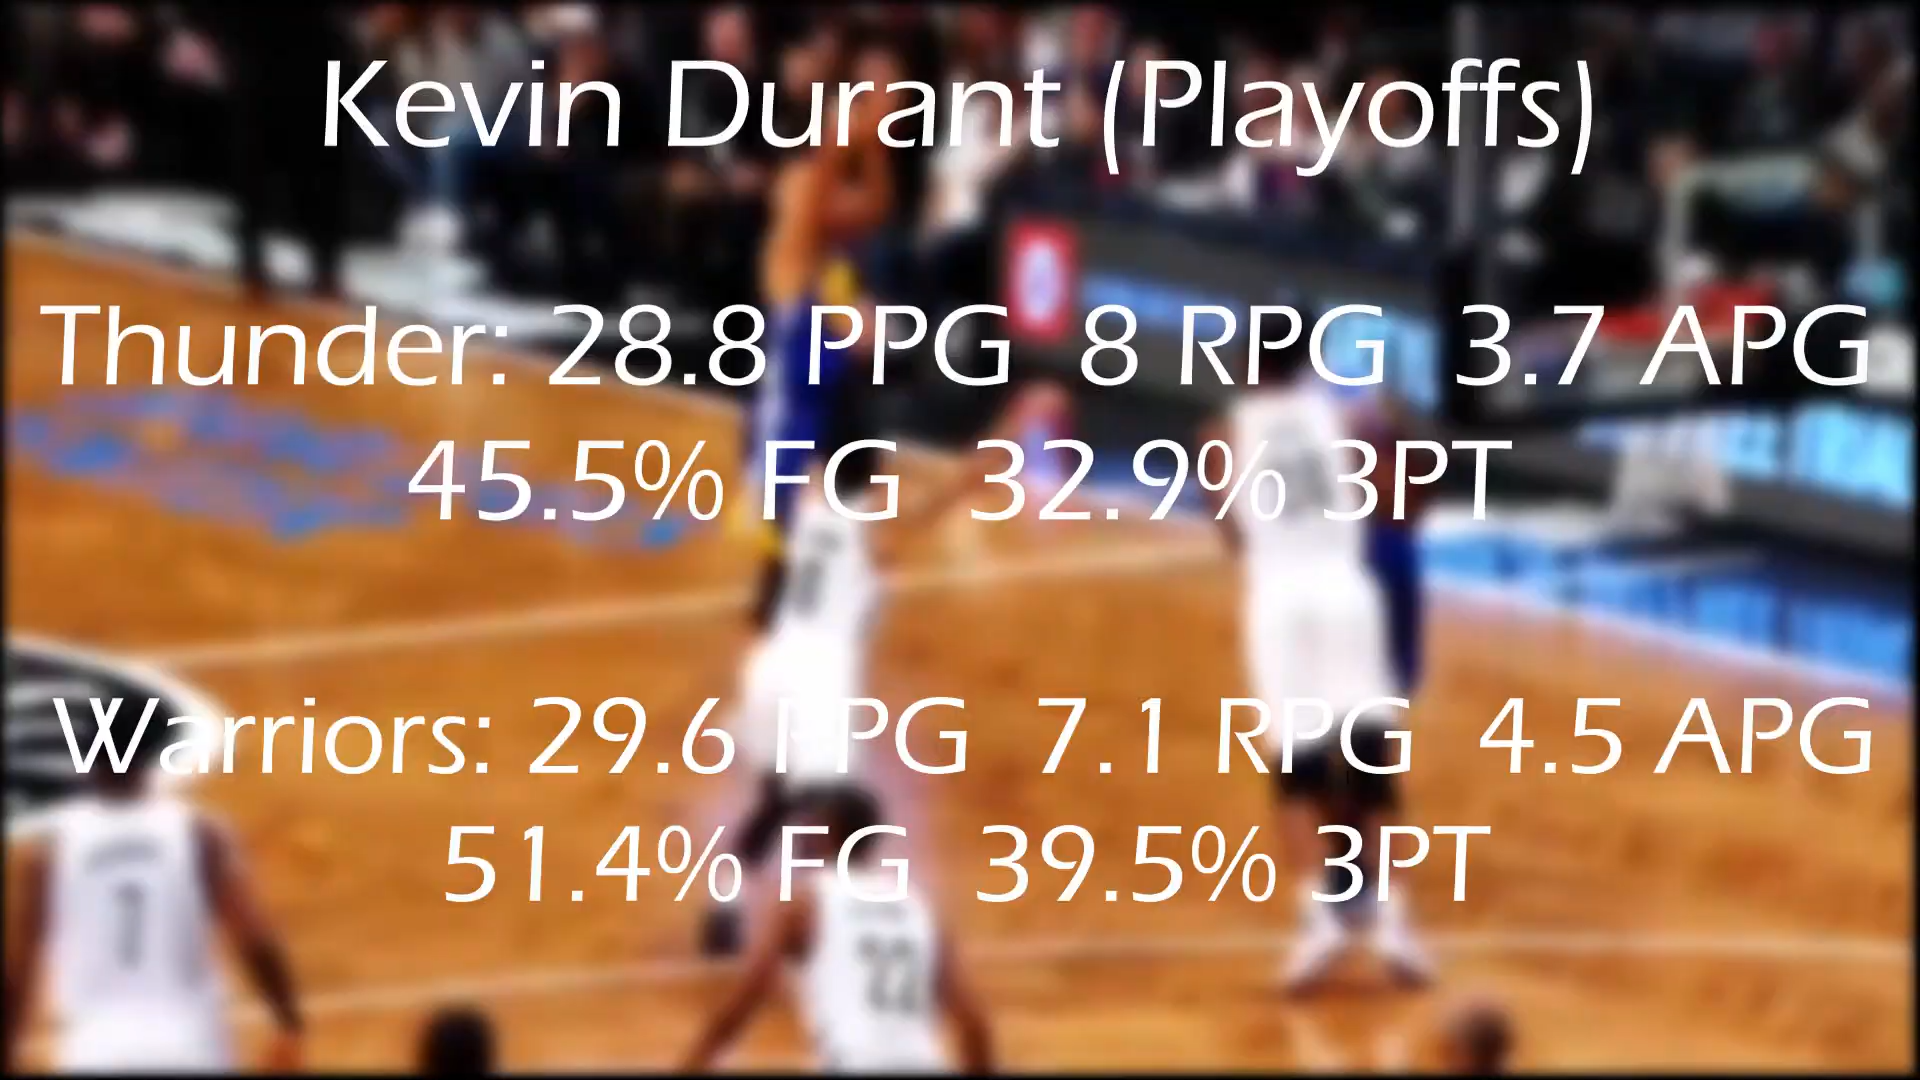 Kevin Durant (Playoffs)
Thunder: 28.8 PPG 8 RPG 3.7 APG
45.5% FG 32.9% 3PT
Warriors: 29.6 PPG 7.1 RPG 4.5 APG
51.4% FG 39.5% 3PT